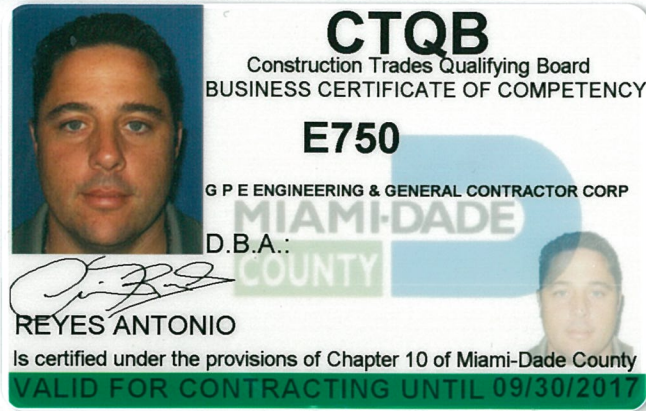 CTQB
Construction Trades Qualifying Board
BUSINESS CERTIFICATE OF COMPETENCY
E750
G P E ENGINEERING & GENERAL CONTRACTOR CORP
MIAMI-DADE
D.B.A.:
COUNTY
REYES ANTONIO
Is certified under the provisions of Chapter 10 of Miami-Dade County
VALID FOR CONTRACTING UNTIL 09/30/2017